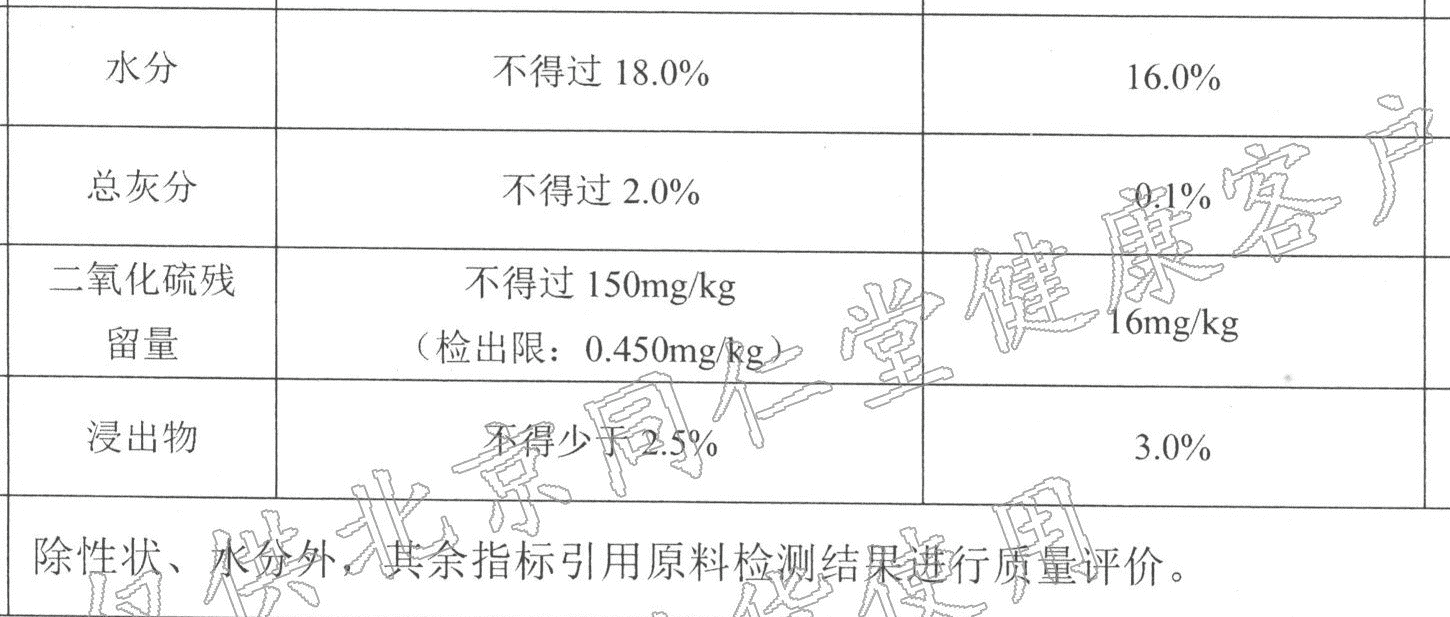 水分 不得过 18.0% 16.0%
总灰分 不得过 2.0% 0.1%
二氧化硫残 不得过 150mg/kg
留量 （检出限：0.450mg/kg） 16mg/kg
浸出物 不得少于 2.5% 3.0%
除性状、水分外，其余指标引用原料检测结果进行质量评价。
供北京同仁堂健康客户
使用